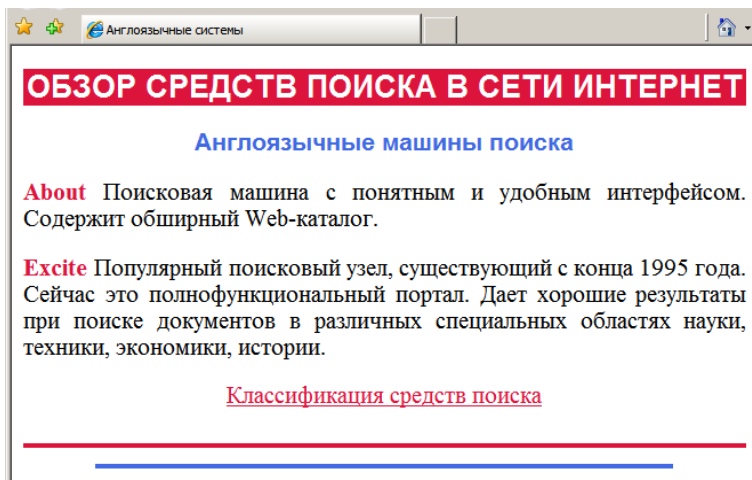 Англоязычные системы
ОБЗОР СРЕДСТВ ПОИСКА В СЕТИ ИНТЕРНЕТ
Англоязычные машины поиска
About Поисковая машина с понятным и удобным интерфейсом.
Содержит обширный Web-каталог.
Excite Популярный поисковый узел, существующий с конца 1995 года.
Сейчас это полнофункциональный портал. Дает хорошие результаты
при поиске документов в различных специальных областях науки,
техники, экономики, истории.
Классификация средств поиска